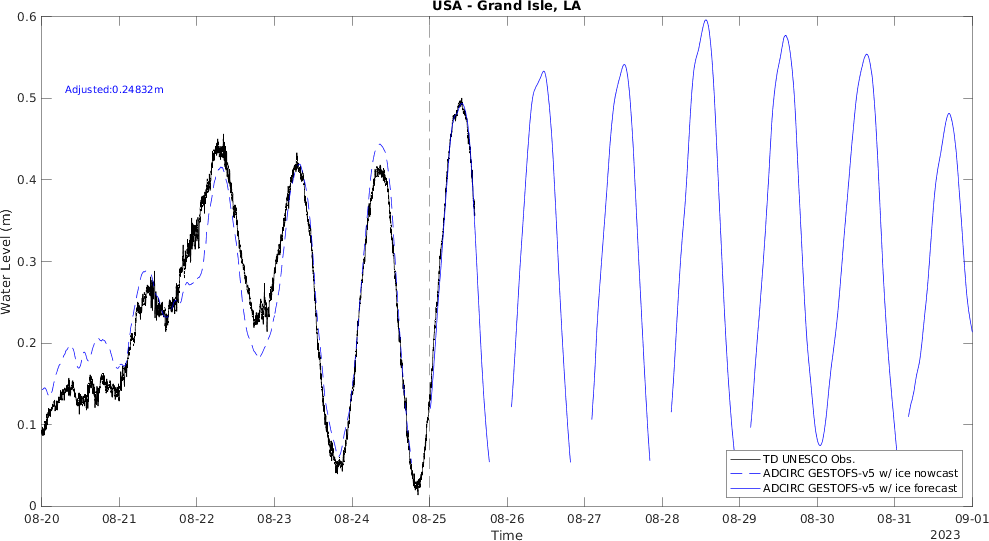 USA - Grand Isle, LA
0.6
0.5
0.4
0.3
0.2
0.1
0
Water Level (m)
Adjusted:0.24832m
TD UNESCO Obs.
ADCIRC GESTOFS-v5 w/ ice nowcast
ADCIRC GESTOFS-v5 w/ ice forecast
08-20 08-21 08-22 08-23 08-24 08-25 08-26 08-27 08-28 08-29 08-30 08-31 09-01
Time
2023